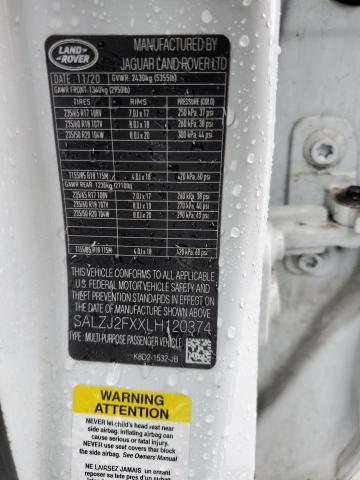 LAND ROVER
MANUFACTURED BY
JAGUAR LAND ROVER LTD
DATE 11/20 GVWR: 2430kg (5355lb)
GAWR FRONT: 1340kg (2950lb)
TIRES RIMS PRESSURE (COLD)
235/65 R17 108V 7.0J x 17 250 kPa, 37 psi
235/60 R18 107V 8.0J x 18 260 kPa, 38 psi
235/50 R20 104W 8.0J x 20 300 kPa, 44 psi
T155/85 R18 115M 4.0J x 18 420 kPa, 60 psi
GAWR REAR: 1230kg (2710lb)
235/65 R17 108V 7.0J x 17 260 kPa, 38 psi
235/60 R18 107V 8.0J x 18 270 kPa, 40 psi
235/50 R20 104W 8.0J x 20 290 kPa, 63 psi
T155/85 R18 115M 4.0J x 18 420 kPa, 60 psi
THIS VEHICLE CONFORMS TO ALL APPLICABLE
U.S. FEDERAL MOTOR VEHICLE SAFETY AND
THEFT PREVENTION STANDARDS IN EFFECT ON
THE DATE OF MANUFACTURE SHOWN ABOVE
SALZJ2FXXLH120374
TYPE: MULTI-PURPOSE PASSENGER VEHICLE
K8D2-1532-JB
WARNING
ATTENTION
NEVER let child's head rest near
side airbag. inflating airbag can
cause serious or fatal injury.
NEVER use seat covers that
block the side airbag.
Ne LAISSEZ JAMAIS un
reposer sa tete pres d'un airbag